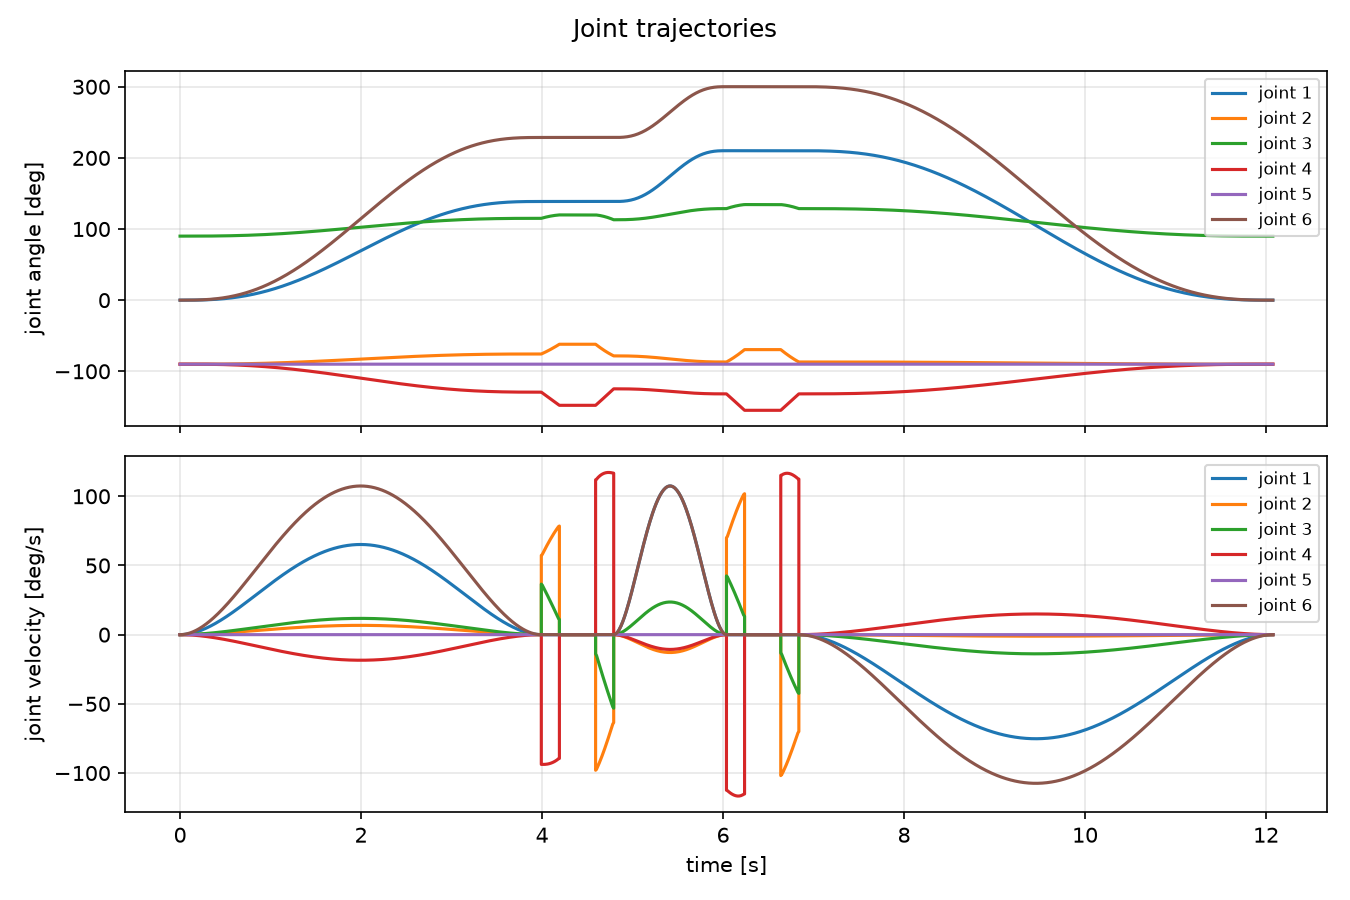 Joint trajectories
joint angle [deg]
300
200
100
0
−100
joint 1
joint 2
joint 3
joint 4
joint 5
joint 6
joint velocity [deg/s]
100
50
0
−50
−100
joint 1
joint 2
joint 3
joint 4
joint 5
joint 6
0 2 4 6 8 10 12
time [s]